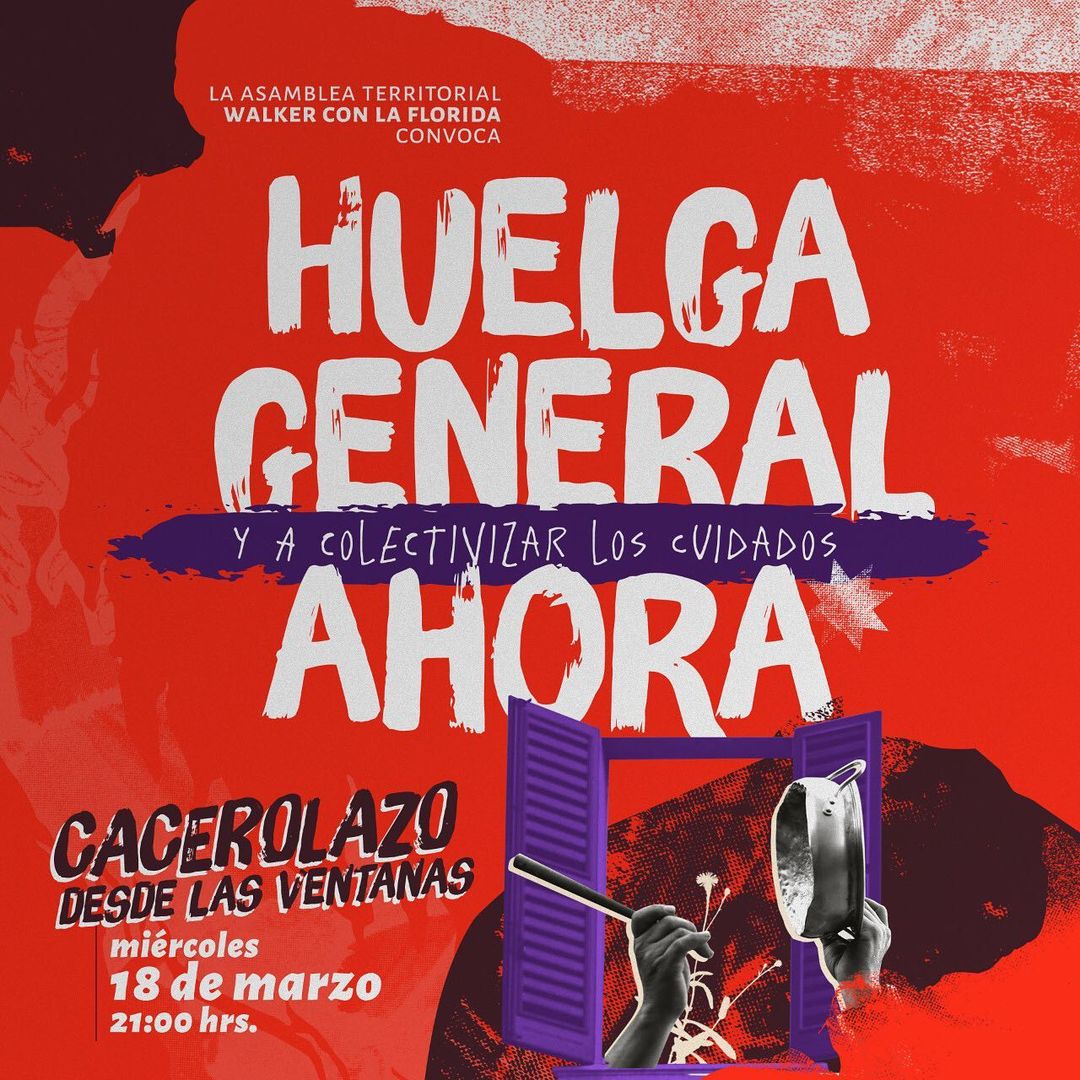 LA ASAMBLEA TERRITORIAL
WALKER CON LA FLORIDA
CONVOCA
HUELGA
GENERAL
Y A COLECTIVIZAR LOS CUIDADOS
AHORA
CACEROLAZO
DESDE LAS VENTANAS
miércoles
18 de marzo
21:00 hrs.